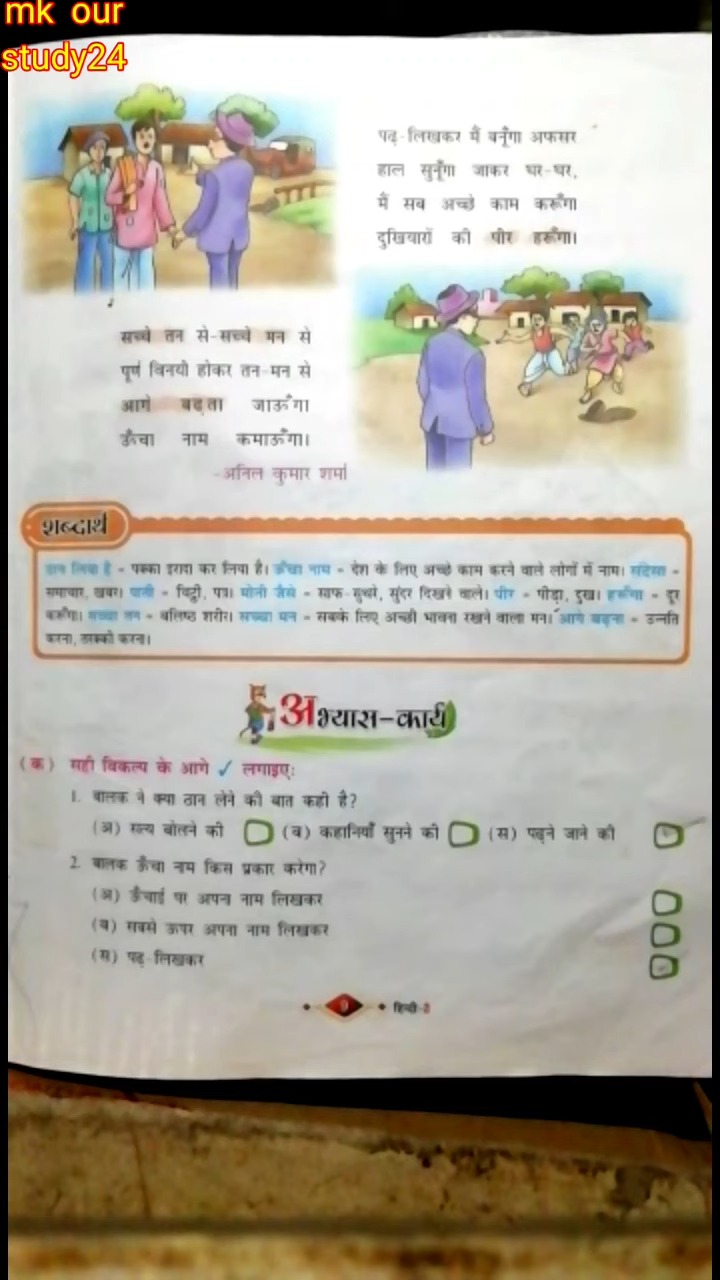 mk our
study24
पढ़-लिखकर मैं बनूँगा अफसर
हाल सुनूँगा जाकर घर-घर,
मैं सब अच्छे काम करूँगा
दुखियारों की पीर हरूँगा।
सच्चे तन से-सच्चे मन से
पूर्ण विनयी होकर तन-मन से
आगे बढ़ता जाऊँगा
ऊँचा नाम कमाऊँगा।
-अनिल कुमार शर्मा
शब्दार्थ
ठान लिया है = पक्का इरादा कर लिया है। ऊँचा नाम = देश के लिए अच्छे काम करने वाले लोगों में नाम। संदेसा =
समाचार, खबर। पाती = चिट्ठी, पत्र। मोती जैसे = साफ-सुथरे, सुंदर दिखने वाले। पीर = पीड़ा, दुख। हरूँगा = दूर
करूँगा। सच्चा तन = बलिष्ठ शरीर। सच्चा मन = सबके लिए अच्छी भावना रखने वाला मन। आगे बढ़ना = उन्नति
करना, तरक्की करना।
अभ्यास-कार्य
(क) सही विकल्प के आगे ✓ लगाइए:
1. बालक ने क्या ठान लेने की बात कही है?
(अ) सत्य बोलने की (ब) कहानियाँ सुनने की (स) पढ़ने जाने की
2. बालक ऊँचा नाम किस प्रकार करेगा?
(अ) ऊँचाई पर अपना नाम लिखकर
(ब) सबसे ऊपर अपना नाम लिखकर
(स) पढ़-लिखकर
9 हिन्दी-2